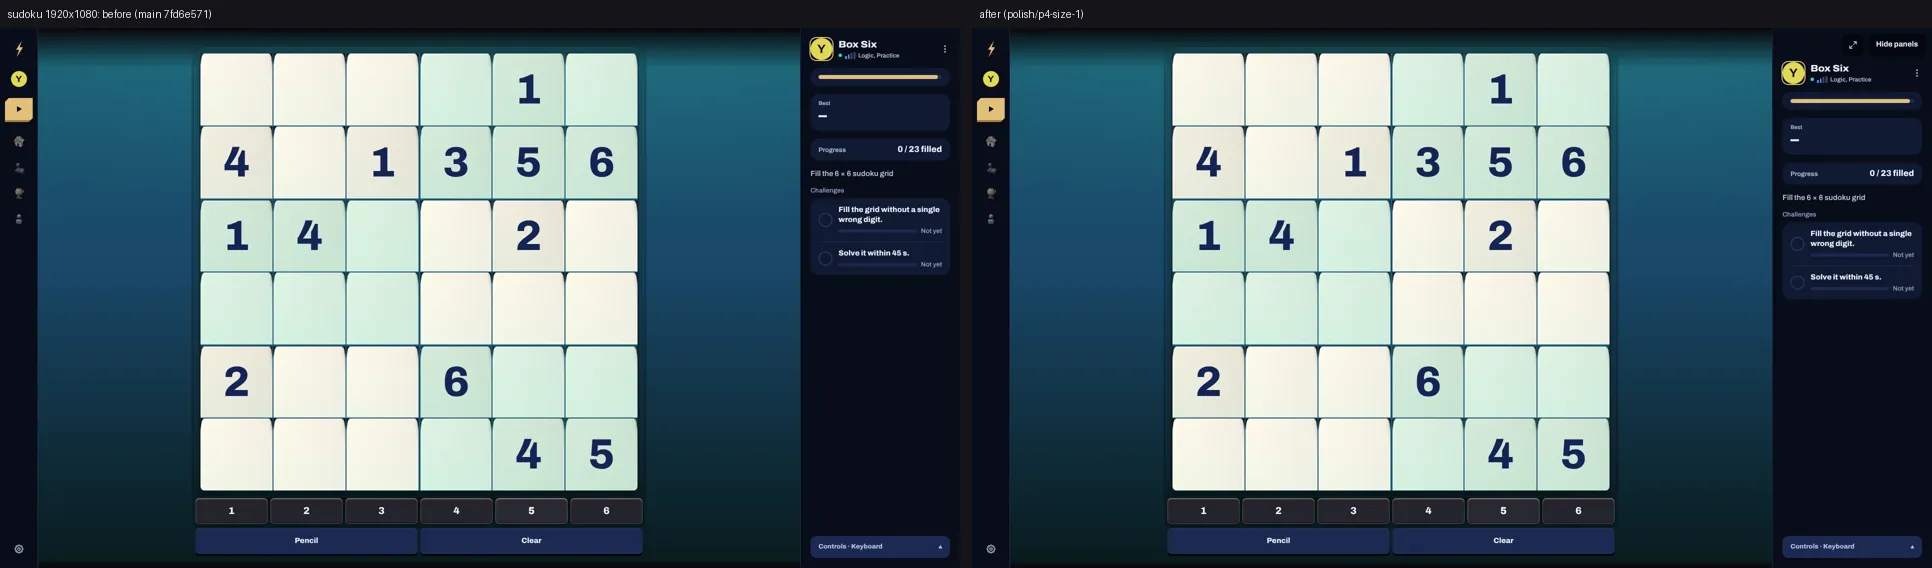 sudoku 1920x1080: before (main 7fd6e571)
Y
Box Six
Logic, Practice
Best
—
Progress 0 / 23 filled
Fill the 6 × 6 sudoku grid
Challenges
Fill the grid without a single
wrong digit.
Not yet
Solve it within 45 s.
Not yet
Controls · Keyboard
Y
1
4 1 3 5 6
1 4 2
2 6
4 5
1 2 3 4 5 6
Pencil Clear
after (polish/p4-size-1)
Hide panels
Y
Box Six
Logic, Practice
Best
—
Progress 0 / 23 filled
Fill the 6 × 6 sudoku grid
Challenges
Fill the grid without a single
wrong digit.
Not yet
Solve it within 45 s.
Not yet
Controls · Keyboard
Y
1
4 1 3 5 6
1 4 2
2 6
4 5
1 2 3 4 5 6
Pencil Clear